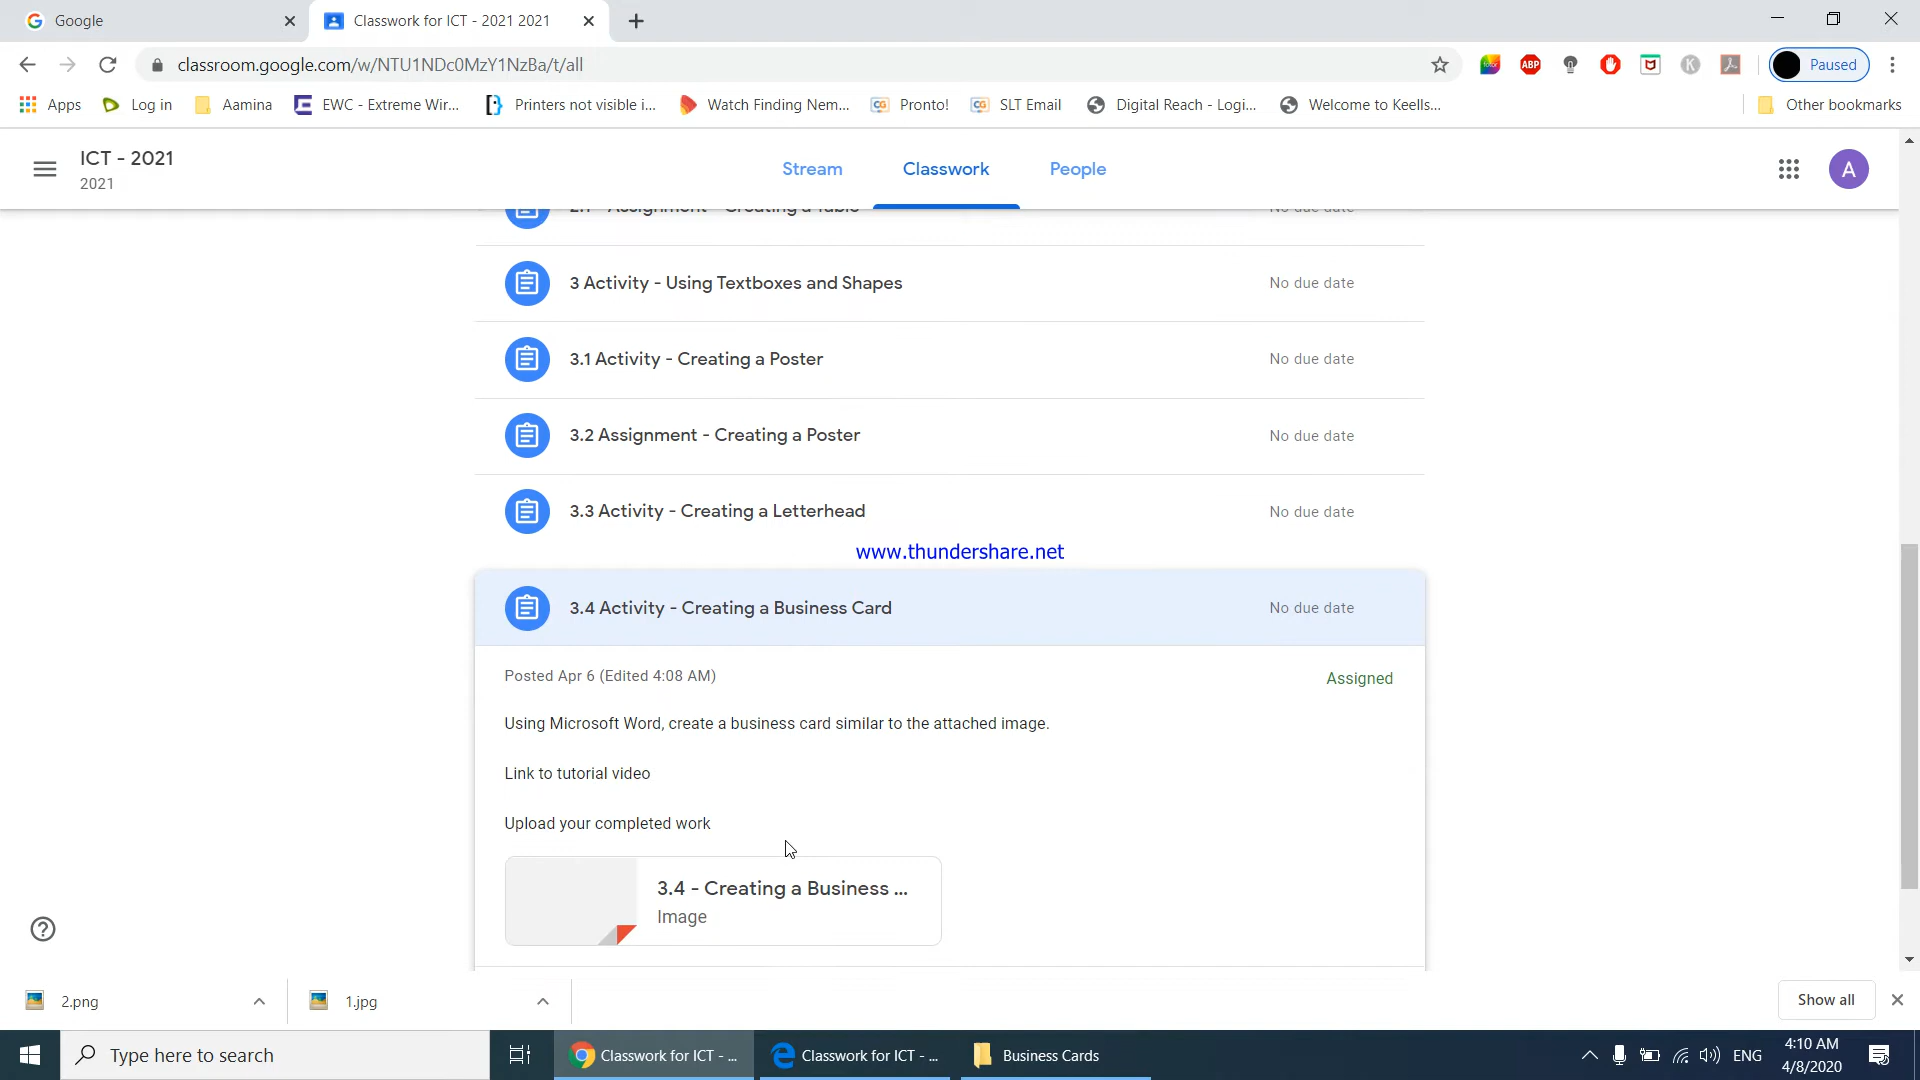 Google
Classwork for ICT - 2021 2021
classroom.google.com/w/NTU1NDc0MzY1NzBa/t/all
Paused
Apps
Log in
Aamina
EWC - Extreme Wir...
Printers not visible i...
Watch Finding Nem...
Pronto!
SLT Email
Digital Reach - Logi...
Welcome to Keells...
Other bookmarks
ICT - 2021
2021
Stream
Classwork
People
A
2.1 - Assignment - Creating a Table
No due date
3 Activity - Using Textboxes and Shapes
No due date
3.1 Activity - Creating a Poster
No due date
3.2 Assignment - Creating a Poster
No due date
3.3 Activity - Creating a Letterhead
No due date
www.thundershare.net
3.4 Activity - Creating a Business Card
No due date
Posted Apr 6 (Edited 4:08 AM)
Assigned
Using Microsoft Word, create a business card similar to the attached image.
Link to tutorial video
Upload your completed work
3.4 - Creating a Business ...
Image
2.png
1.jpg
Show all
Type here to search
Classwork for ICT - ...
Classwork for ICT - ...
Business Cards
ENG
4:10 AM
4/8/2020